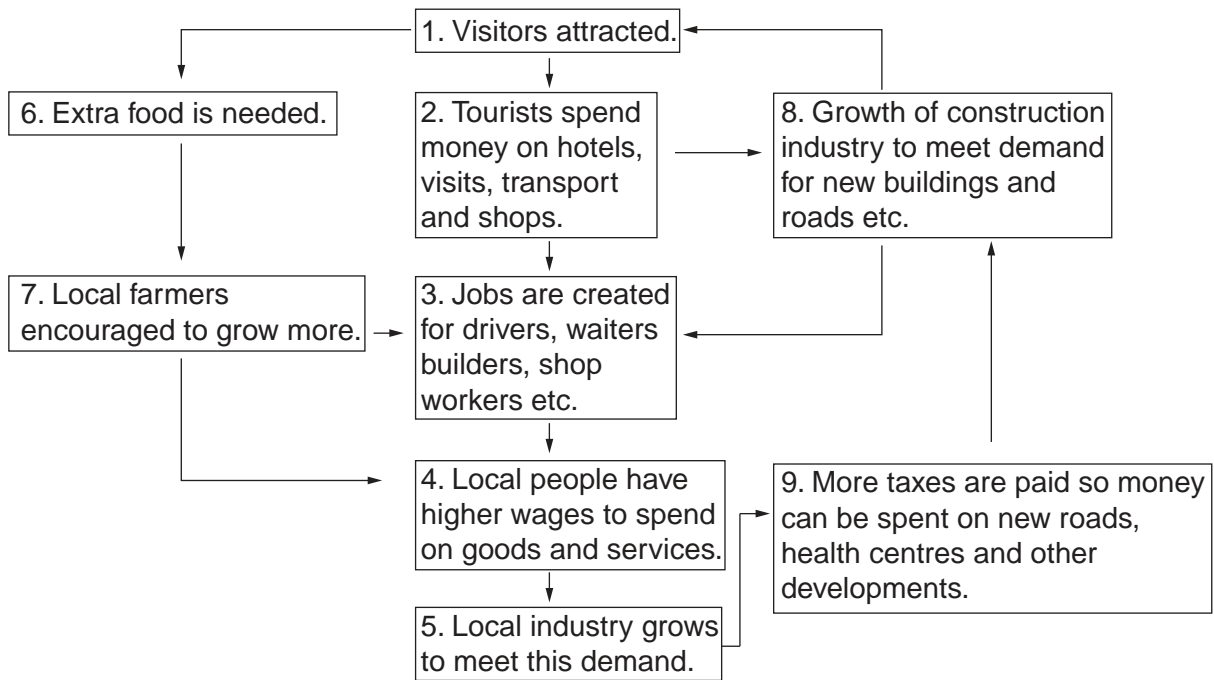 1. Visitors attracted.
6. Extra food is needed.
2. Tourists spend
money on hotels,
visits, transport
and shops.
8. Growth of construction
industry to meet demand
for new buildings and
roads etc.
7. Local farmers
encouraged to grow more.
3. Jobs are created
for drivers, waiters
builders, shop
workers etc.
4. Local people have
higher wages to spend
on goods and services.
9. More taxes are paid so money
can be spent on new roads,
health centres and other
developments.
5. Local industry grows
to meet this demand.